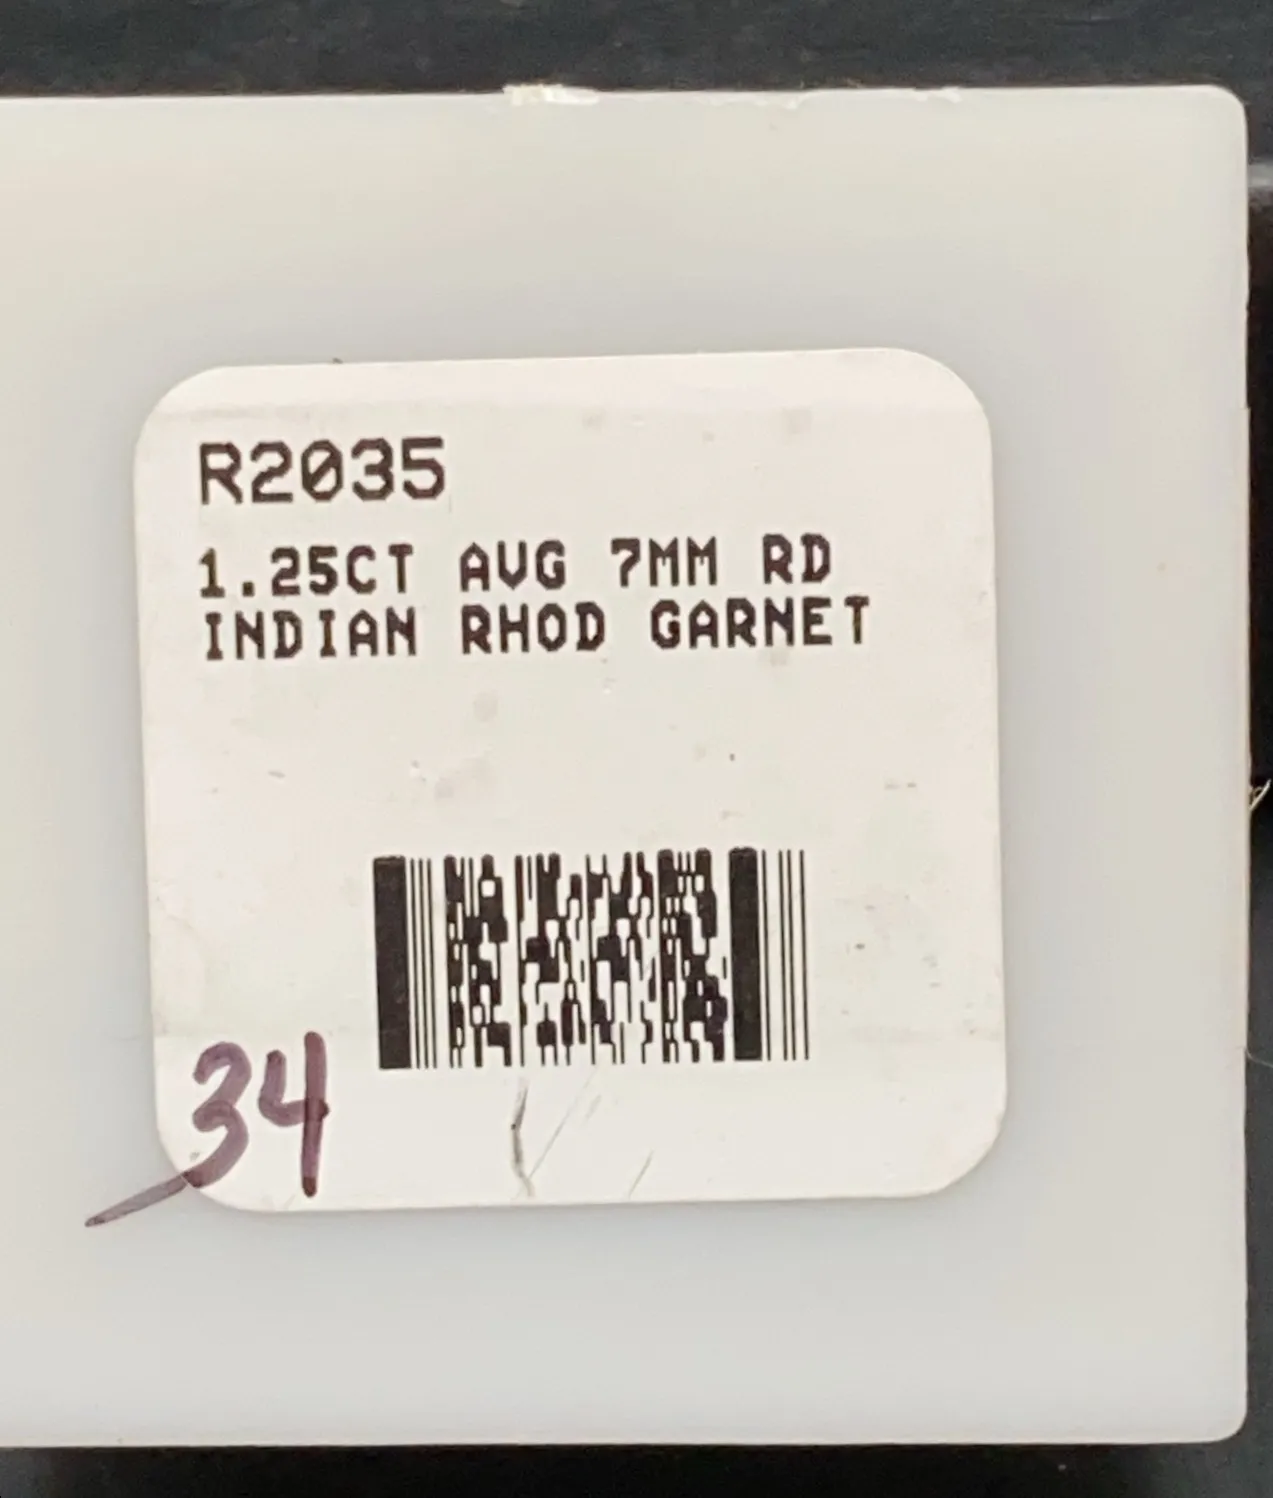 R2035
1.25CT AVG 7MM RD
INDIAN RHOD GARNET
34